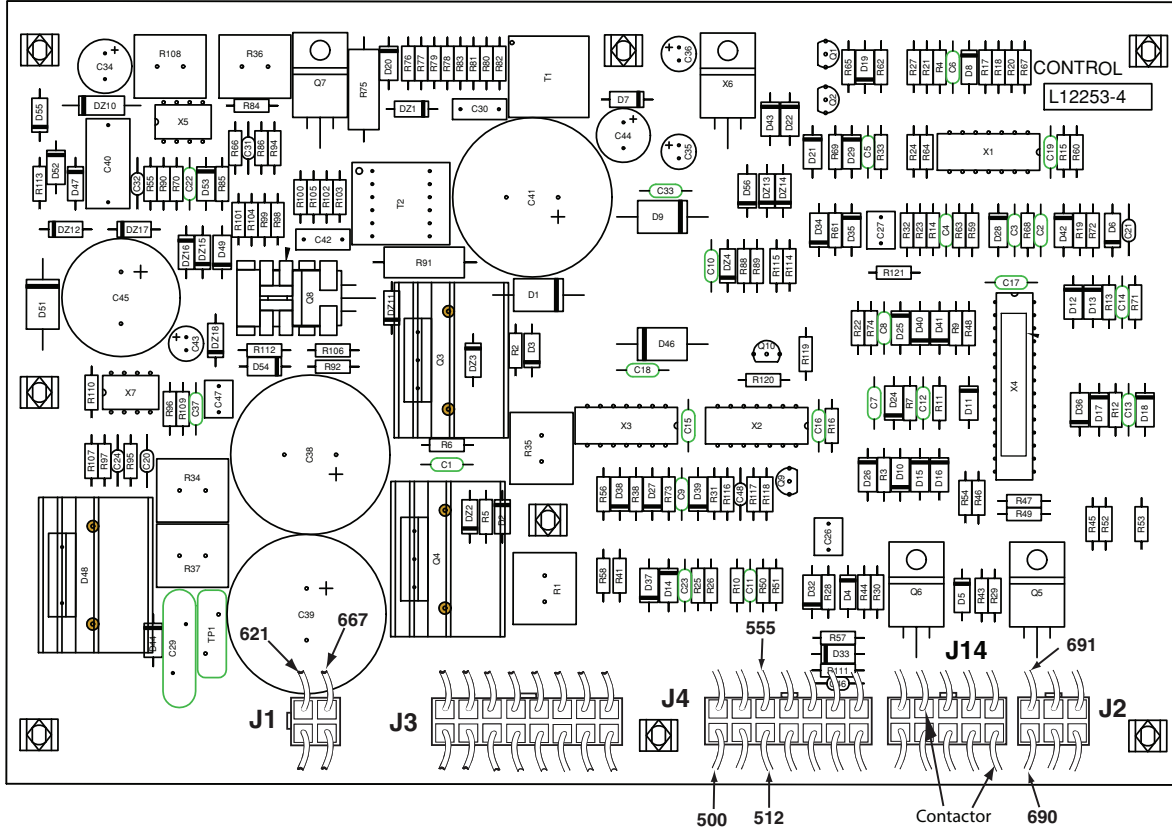 C34
R108
R36
Q7
R75
D20
R76
R77
R79
R78
R83
R81
R80
R82
T1
C36
X6
Q1
R65
D19
R62
R27
R21
R4
C6
D8
R17
R18
R20
R67
CONTROL
L12253-4
D55
DZ10
X5
R84
DZ1
C30
D7
C44
C35
Q2
D43
D22
R113
D52
D47
C40
C32
R55
R90
R70
C22
D53
R85
R66
C31
R86
R94
R100
R105
R102
R103
T2
C41
C33
D9
D56
DZ13
DZ14
D21
R69
D29
C5
R33
R24
R64
X1
C19
R15
R60
DZ12
DZ17
DZ16
DZ15
D49
R101
R104
R99
R98
C42
R91
C10
DZ4
R88
R89
R115
R114
D34
R61
D35
C27
R32
R23
R14
C4
R63
R59
D28
C3
R68
C2
D42
R19
R72
D6
C21
R121
D51
C45
Q8
DZ11
D1
C17
D12
D13
R13
C14
R71
C43
DZ18
R112
R106
D54
R92
Q3
DZ3
R2
D3
D46
C18
Q10
R120
R119
R22
R74
C8
D25
D40
D41
R9
R48
X4
R110
X7
R96
R109
C37
C47
C7
D24
R7
C12
R11
D11
D36
D17
R12
C13
D18
C38
R6
C1
R35
X3
C15
X2
C16
R16
R107
R97
C24
R95
C20
R34
R56
D38
R38
D27
R73
C9
D39
R31
R116
C48
R117
R118
Q9
D26
R3
D10
D15
D16
R54
R46
R47
R49
R45
R52
R53
D48
R37
Q4
DZ2
R5
D2
R1
C26
C39
R58
R41
D37
D14
C23
R25
R26
R10
C11
R50
R51
D32
R28
D4
R44
R30
Q6
D5
R43
R29
Q5
D44
C29
TP1
621
667
555
R57
D33
R111
C46
J14
691
J1
J3
J4
J2
500
512
Contactor
690